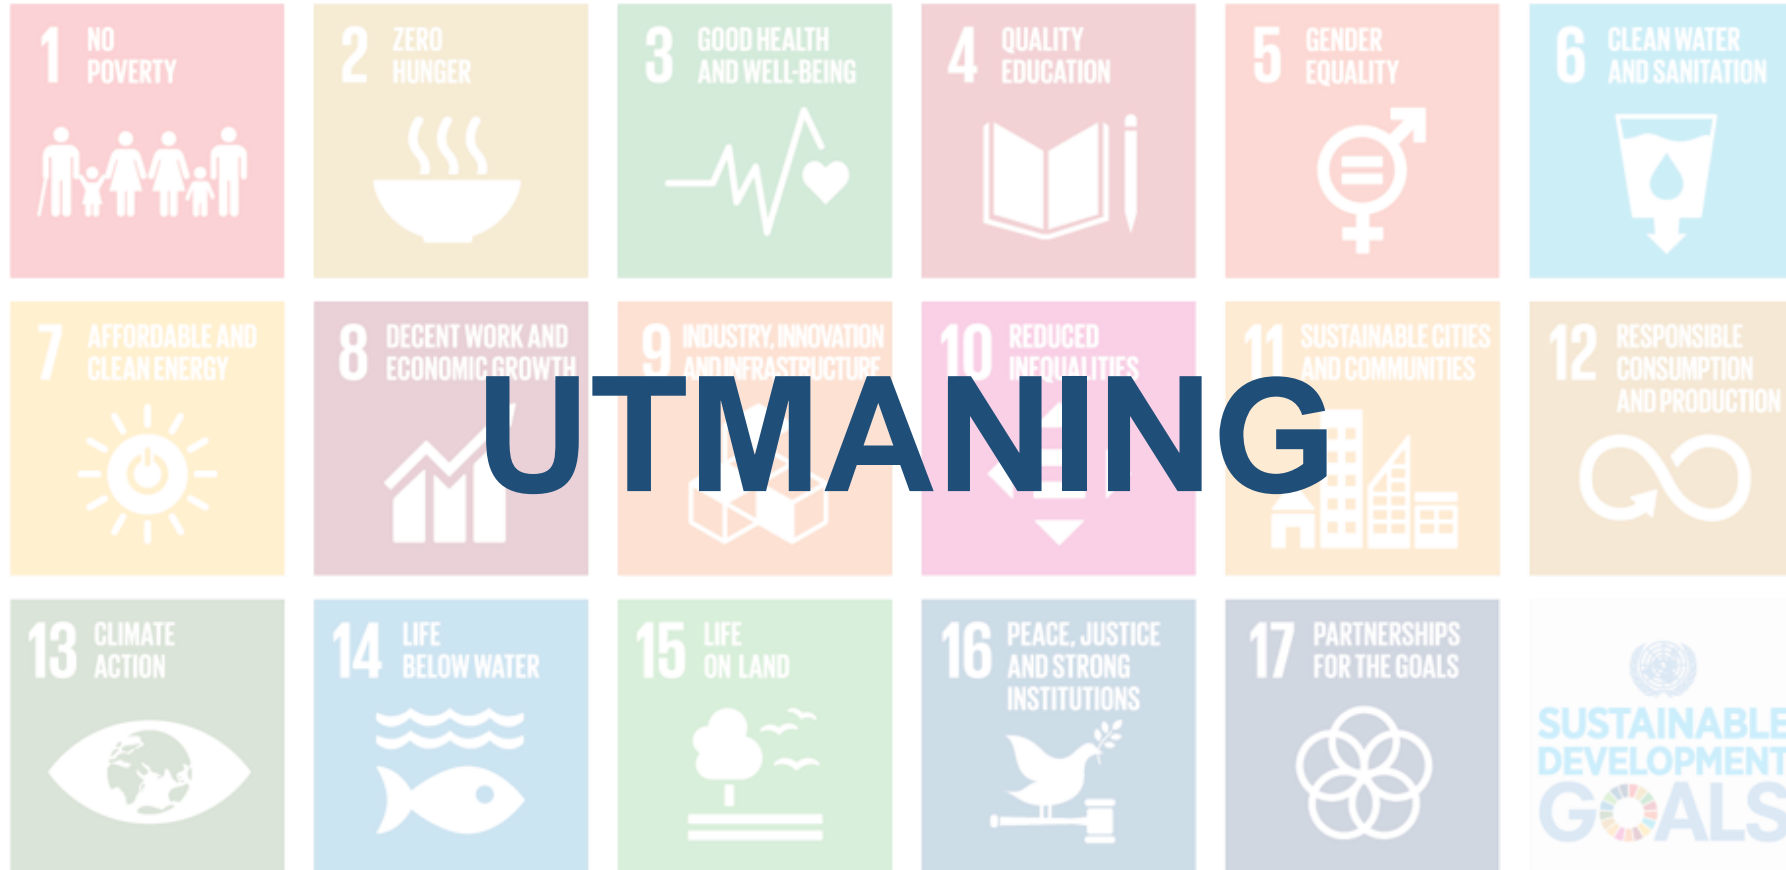 1 NO
POVERTY
2 ZERO
HUNGER
3 GOOD HEALTH
AND WELL-BEING
4 QUALITY
EDUCATION
5 GENDER
EQUALITY
6 CLEAN WATER
AND SANITATION
7 AFFORDABLE AND
CLEAN ENERGY
8 DECENT WORK AND
ECONOMIC GROWTH
9 INDUSTRY, INNOVATION
AND INFRASTRUCTURE
10 REDUCED
INEQUALITIES
11 SUSTAINABLE CITIES
AND COMMUNITIES
12 RESPONSIBLE
CONSUMPTION
AND PRODUCTION
UTMANING
13 CLIMATE
ACTION
14 LIFE
BELOW WATER
15 LIFE
ON LAND
16 PEACE, JUSTICE
AND STRONG
INSTITUTIONS
17 PARTNERSHIPS
FOR THE GOALS
SUSTAINABLE
DEVELOPMENT
GOALS